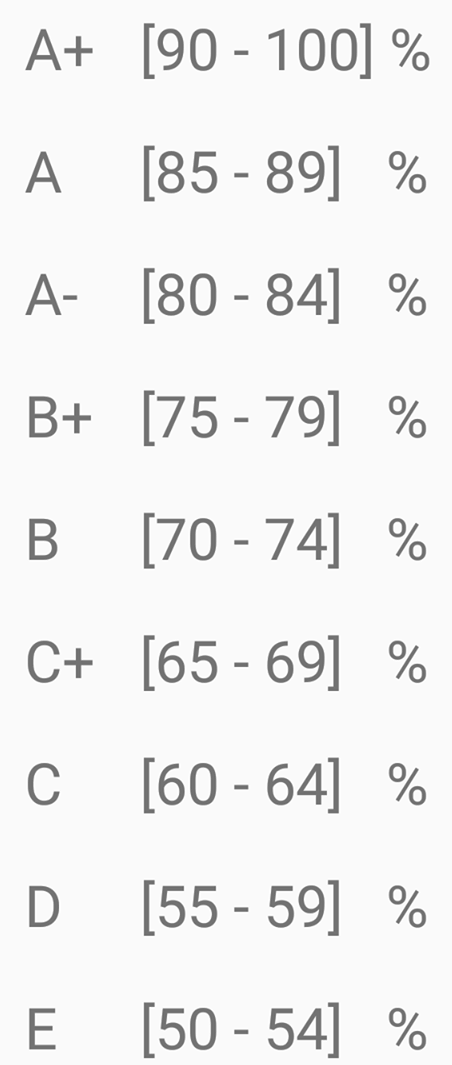 A+ [90 - 100] %
A [85 - 89] %
A- [80 - 84] %
B+ [75 - 79] %
B [70 - 74] %
C+ [65 - 69] %
C [60 - 64] %
D [55 - 59] %
E [50 - 54] %